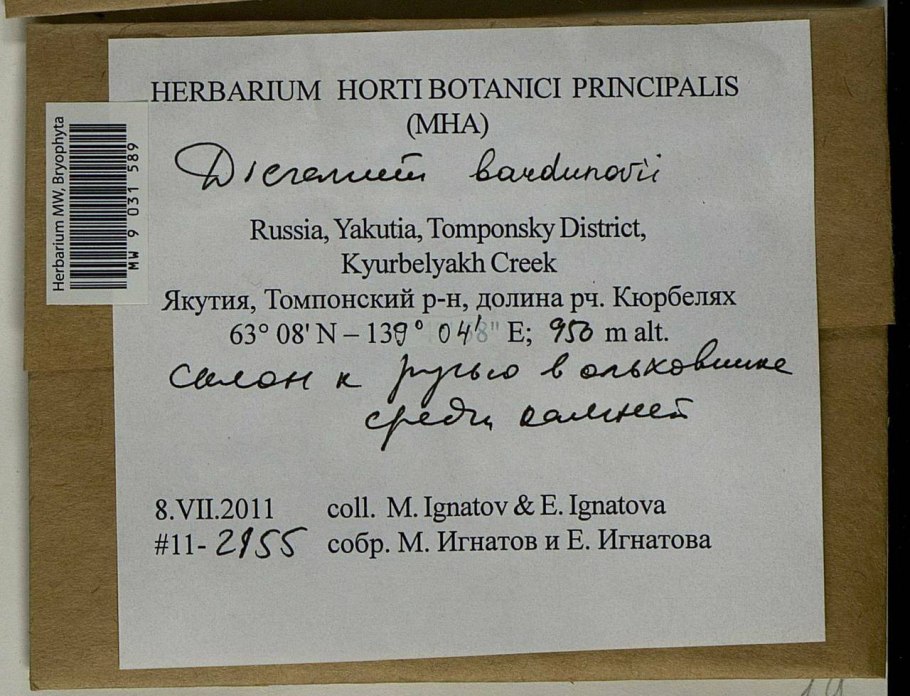 HERBARIUM HORTI BOTANICI PRINCIPALIS
(MHA)
Dicranum bardunovii
Russia, Yakutia, Tomponsky District,
Kyurbelyakh Creek
Якутия, Томпонский р-н, долина рч. Кюрбелях
63° 08' N – 139° 04' E; 950 m alt.
склон к ручью в ольховнике
среди камней
8.VII.2011 coll. M. Ignatov & E. Ignatova
#11-2955 собр. М. Игнатов и Е. Игнатова
Herbarium MW, Bryophyta
MW 9 031 589